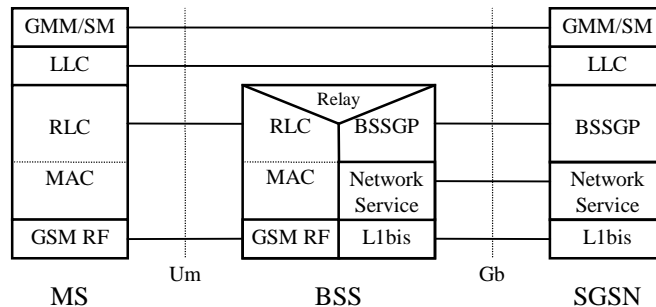 GMM/SM
GMM/SM
LLC
LLC
Relay
RLC
RLC
BSSGP
BSSGP
MAC
MAC
Network
Service
Network
Service
GSM RF
GSM RF
L1bis
L1bis
Um
Gb
MS
BSS
SGSN